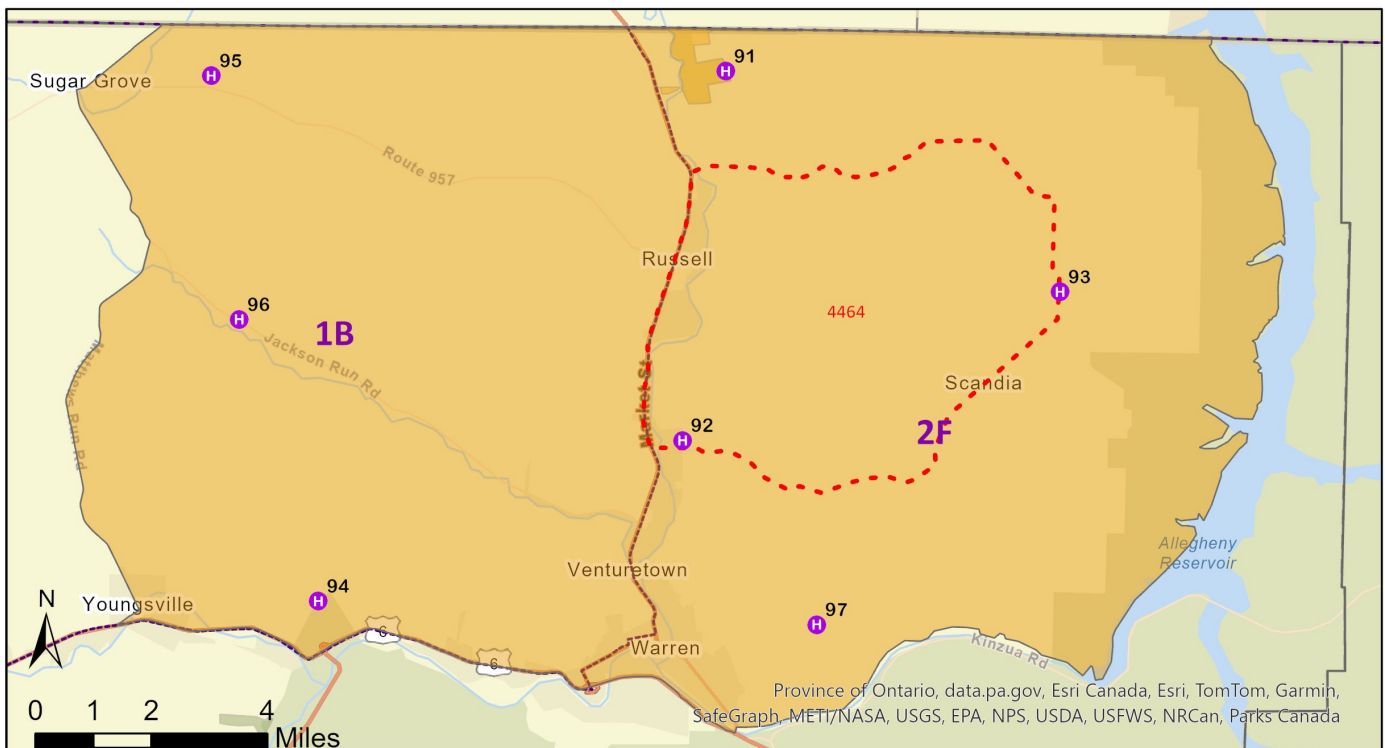 91
95
Sugar Grove
Route 957
Russell
93
4464
96
1B
Jackson Run Rd
Scandia
Market St
Mathews Run Rd
92
2F
Allegheny
Reservoir
Venturetown
94
N
Youngsville
6
97
Warren
6
Kinzua Rd
Province of Ontario, data.pa.gov, Esri Canada, Esri, TomTom, Garmin,
SafeGraph, METI/NASA, USGS, EPA, NPS, USDA, USFWS, NRCan, Parks Canada
0 1 2 4
Miles
H
H
H
H
H
H
H